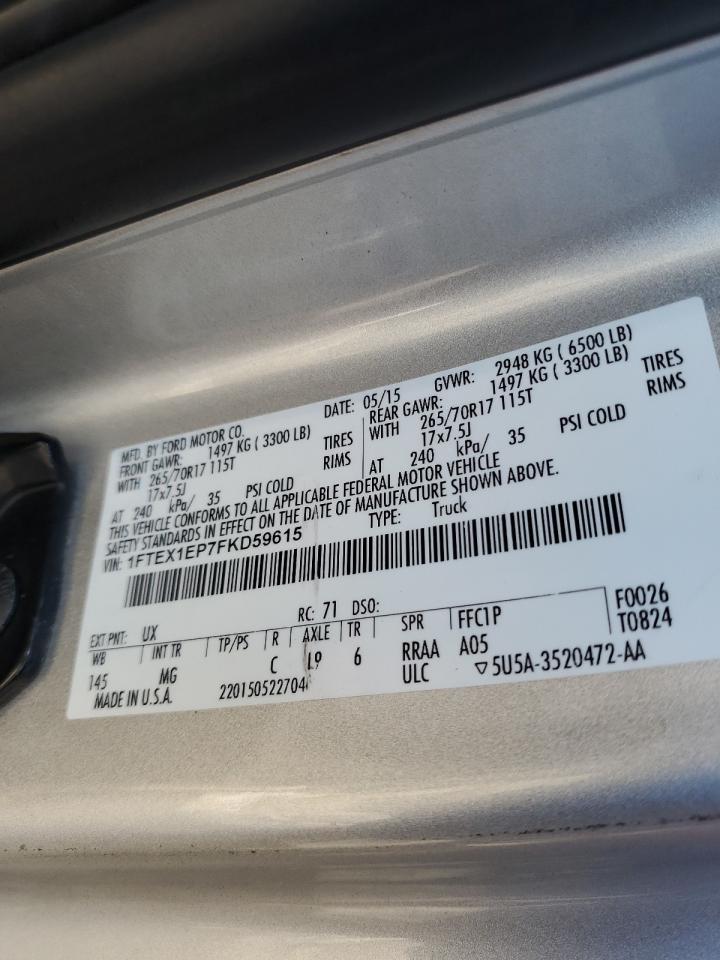 MFD. BY FORD MOTOR CO.
DATE: 05/15 GVWR: 2948 KG ( 6500 LB)
FRONT GAWR: 1497 KG ( 3300 LB) REAR GAWR: 1497 KG ( 3300 LB)
WITH 265/70R17 115T TIRES WITH 265/70R17 115T TIRES
17x7.5J RIMS 17x7.5J RIMS
AT 240 kPa/ 35 PSI COLD AT 240 kPa/ 35 PSI COLD
THIS VEHICLE CONFORMS TO ALL APPLICABLE FEDERAL MOTOR VEHICLE
SAFETY STANDARDS IN EFFECT ON THE DATE OF MANUFACTURE SHOWN ABOVE.
VIN: 1FTEX1EP7FKD59615 TYPE: Truck
EXT PNT: UX RC: 71 DSO: F0026
WB INT TR TP/PS R AXLE TR SPR FFC1P T0824
145 MG C L9 6 RRAA A05
MADE IN U.S.A. 220150522704 ULC ▽5U5A-3520472-AA